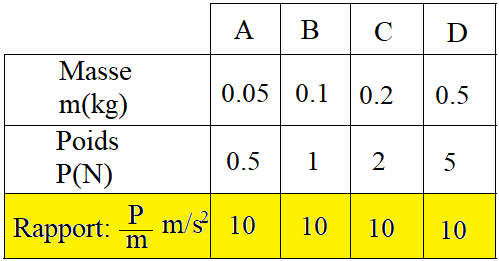 A B C D
Masse
m(kg) 0.05 0.1 0.2 0.5
Poids
P(N) 0.5 1 2 5
Rapport: P/m m/s² 10 10 10 10